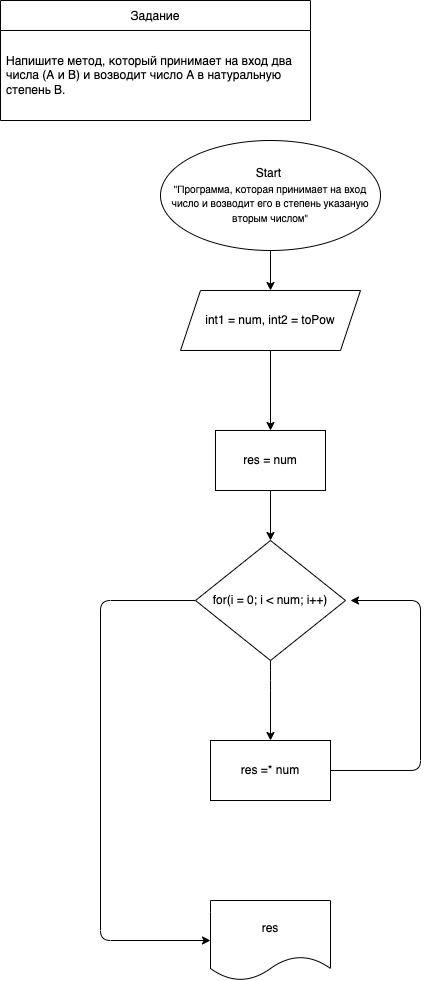 Задание
Напишите метод, который принимает на вход два
числа (A и B) и возводит число A в натуральную
степень B.
Start
"Программа, которая принимает на вход
число и возводит его в степень указаную
вторым числом"
int1 = num, int2 = toPow
res = num
for(i = 0; i < num; i++)
res =* num
res